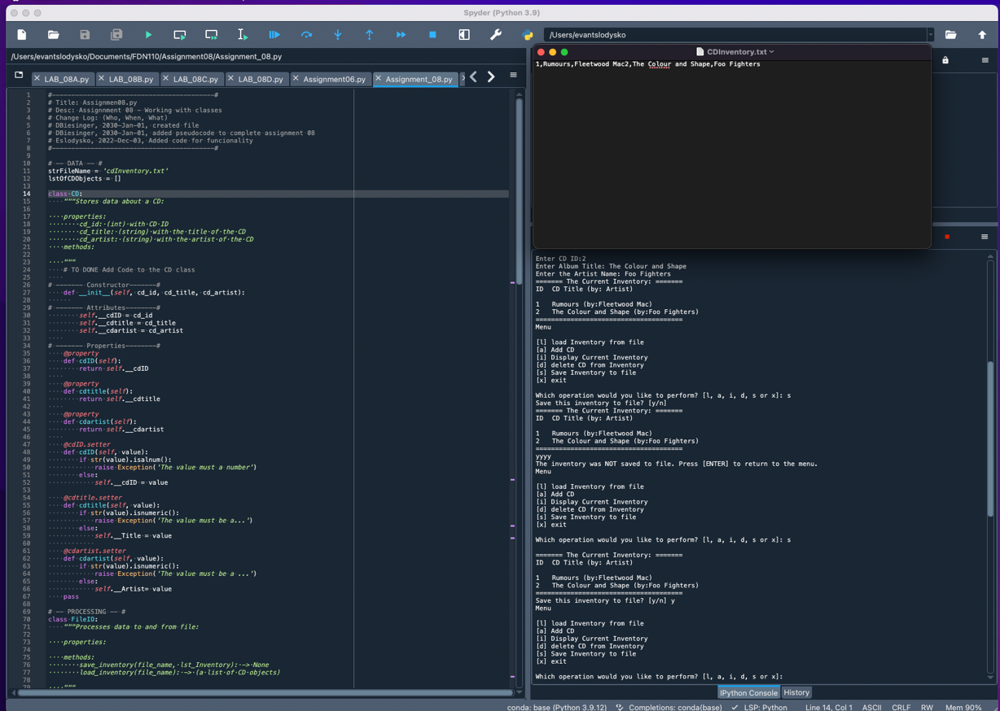 Spyder (Python 3.9)
/Users/evantslodysko
/Users/evantslodysko/Documents/FDN110/Assignment08/Assignment_08.py
LAB_08A.py
LAB_08B.py
LAB_08C.py
LAB_08D.py
Assignment06.py
Assignment_08.py
1 #------------------------------------------#
2 # Title: Assignmen08.py
3 # Desc: Assignnment 08 - Working with classes
4 # Change Log: (Who, When, What)
5 # DBiesinger, 2030-Jan-01, created file
6 # DBiesinger, 2030-Jan-01, added pseudocode to complete assignment 08
7 # Eslodysko, 2022-Dec-03, Added code for funcionality
8 #------------------------------------------#
9
10 # -- DATA -- #
11 strFileName = 'cdInventory.txt'
12 lstOfCDObjects = []
13
14 class CD:
15     """Stores data about a CD:
16
17     properties:
18         cd_id: (int) with CD ID
19         cd_title: (string) with the title of the CD
20         cd_artist: (string) with the artist of the CD
21     methods:
22
23     """
24     # TO DONE Add Code to the CD class
25
26 # ------- Constructor-------#
27     def __init__(self, cd_id, cd_title, cd_artist):
28
29 # ------- Attributes--------#
30         self.__cdID = cd_id
31         self.__cdtitle = cd_title
32         self.__cdartist = cd_artist
33
34 # ------- Properties--------#
35     @property
36     def cdID(self):
37         return self.__cdID
38
39     @property
40     def cdtitle(self):
41         return self.__cdtitle
42
43     @property
44     def cdartist(self):
45         return self.__cdartist
46
47     @cdID.setter
48     def cdID(self, value):
49         if str(value).isalnum():
50             raise Exception('The value must a number')
51         else:
52             self.__cdID = value
53
54     @cdtitle.setter
55     def cdtitle(self, value):
56         if str(value).isnumeric():
57             raise Exception('The value must be a...')
58         else:
59             self.__Title = value
60
61     @cdartist.setter
62     def cdartist(self, value):
63         if str(value).isnumeric():
64             raise Exception('The value must be a ...')
65         else:
66             self.__Artist= value
67     pass
68
69 # -- PROCESSING -- #
70 class FileIO:
71     """Processes data to and from file:
72
73     properties:
74
75     methods:
76         save_inventory(file_name, lst_Inventory): -> None
77         load_inventory(file_name): -> (a list of CD objects)
78
79     """
CDInventory.txt
1,Rumours,Fleetwood Mac2,The Colour and Shape,Foo Fighters
Enter CD ID:2
Enter Album Title: The Colour and Shape
Enter the Artist Name: Foo Fighters
======= The Current Inventory: =======
ID  CD Title (by: Artist)
1   Rumours (by:Fleetwood Mac)
2   The Colour and Shape (by:Foo Fighters)
======================================
Menu
[l] load Inventory from file
[a] Add CD
[i] Display Current Inventory
[d] delete CD from Inventory
[s] Save Inventory to file
[x] exit
Which operation would you like to perform? [l, a, i, d, s or x]: s
Save this inventory to file? [y/n]
======= The Current Inventory: =======
ID  CD Title (by: Artist)
1   Rumours (by:Fleetwood Mac)
2   The Colour and Shape (by:Foo Fighters)
======================================
yyyy
The inventory was NOT saved to file. Press [ENTER] to return to the menu.
Menu
[l] load Inventory from file
[a] Add CD
[i] Display Current Inventory
[d] delete CD from Inventory
[s] Save Inventory to file
[x] exit
Which operation would you like to perform? [l, a, i, d, s or x]: s
======= The Current Inventory: =======
ID  CD Title (by: Artist)
1   Rumours (by:Fleetwood Mac)
2   The Colour and Shape (by:Foo Fighters)
======================================
Save this inventory to file? [y/n] y
Menu
[l] load Inventory from file
[a] Add CD
[i] Display Current Inventory
[d] delete CD from Inventory
[s] Save Inventory to file
[x] exit
Which operation would you like to perform? [l, a, i, d, s or x]:
IPython Console History
conda: base (Python 3.9.12) Completions: conda(base) LSP: Python Line 14, Col 1 ASCII CRLF RW Mem 90%